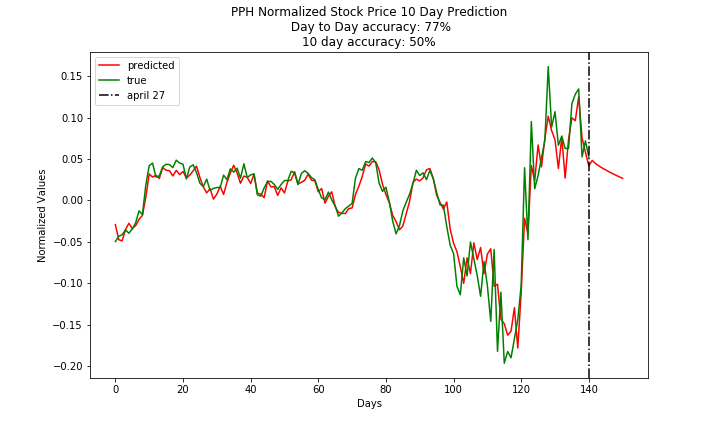 PPH Normalized Stock Price 10 Day Prediction
Day to Day accuracy: 77%
10 day accuracy: 50%
predicted
true
april 27
Normalized Values
0.15
0.10
0.05
0.00
−0.05
−0.10
−0.15
−0.20
0 20 40 60 80 100 120 140
Days